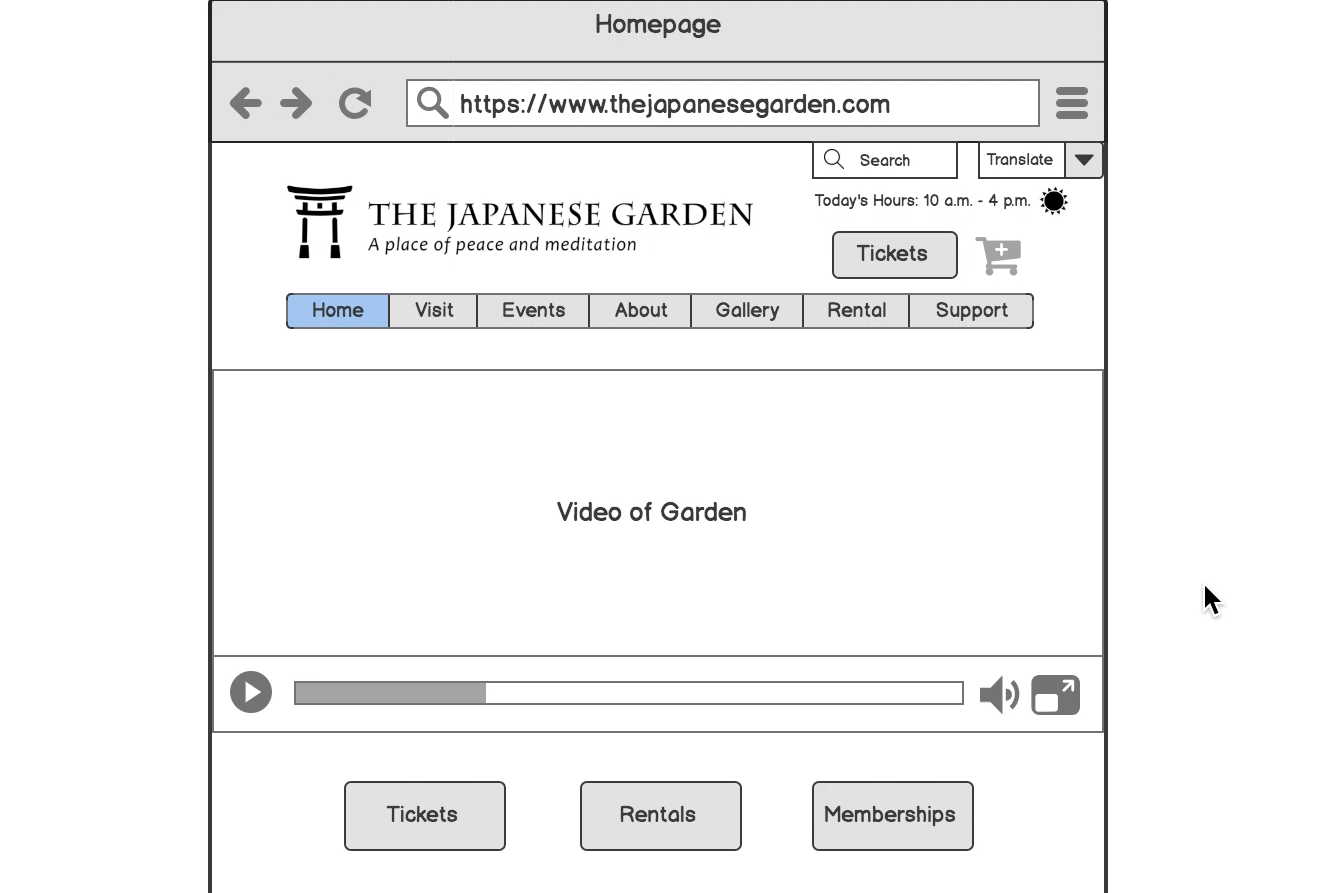 Homepage
https://www.thejapanesegarden.com
Search
Translate
Today's Hours: 10 a.m. - 4 p.m.
THE JAPANESE GARDEN
A place of peace and meditation
Tickets
Home Visit Events About Gallery Rental Support
Video of Garden
Tickets Rentals Memberships